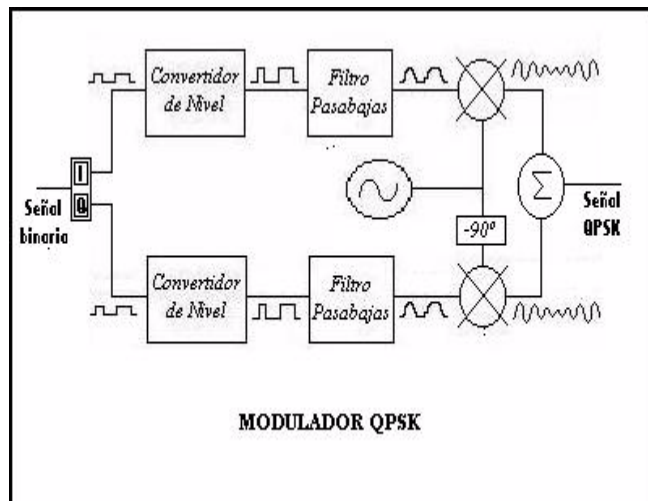 Convertidor
de Nivel
Filtro
Pasabajas
I
Q
Señal
binaria
Σ
Señal
QPSK
-90º
Convertidor
de Nivel
Filtro
Pasabajas
MODULADOR QPSK